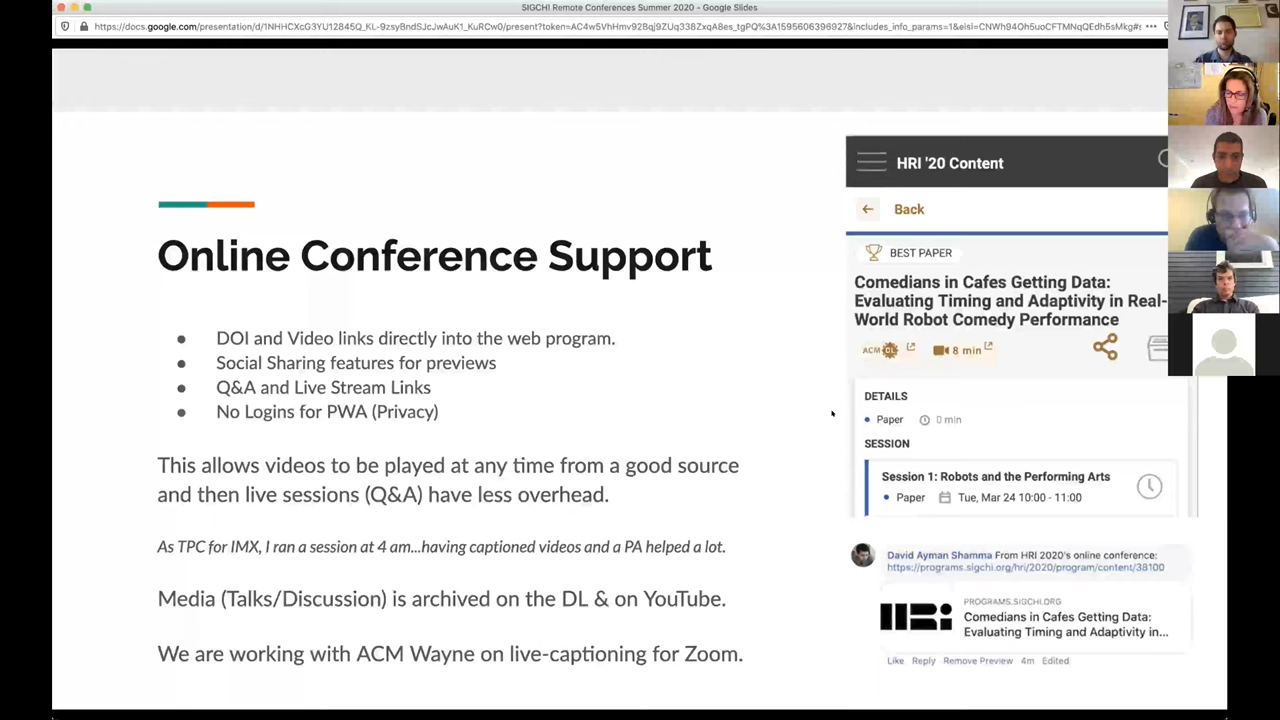 SIGCHI Remote Conferences Summer 2020 - Google Slides
Online Conference Support
● DOI and Video links directly into the web program.
● Social Sharing features for previews
● Q&A and Live Stream Links
● No Logins for PWA (Privacy)
This allows videos to be played at any time from a good source
and then live sessions (Q&A) have less overhead.
As TPC for IMX, I ran a session at 4 am...having captioned videos and a PA helped a lot.
Media (Talks/Discussion) is archived on the DL & on YouTube.
We are working with ACM Wayne on live-captioning for Zoom.
HRI '20 Content
Back
BEST PAPER
Comedians in Cafes Getting Data:
Evaluating Timing and Adaptivity in Real-
World Robot Comedy Performance
ACM DL 8 min
DETAILS
• Paper 0 min
SESSION
Session 1: Robots and the Performing Arts
• Paper Tue, Mar 24 10:00 - 11:00
David Ayman Shamma From HRI 2020's online conference:
https://programs.sigchi.org/hri/2020/program/content/38100
PROGRAMS.SIGCHI.ORG
Comedians in Cafes Getting Data:
Evaluating Timing and Adaptivity in...
Like Reply Remove Preview 4m Edited